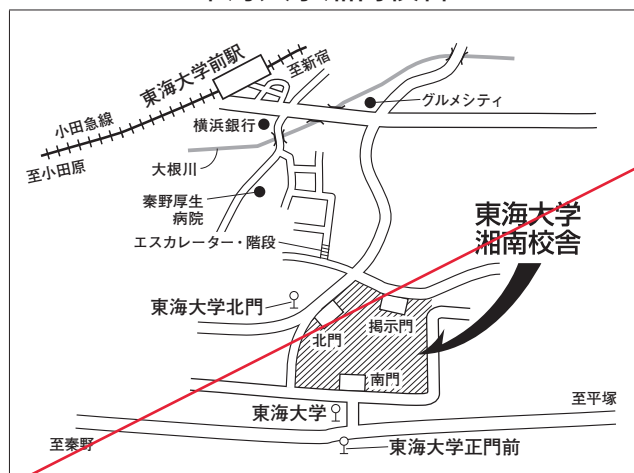 東海大学前駅
至新宿
小田急線
至小田原
横浜銀行
グルメシティ
大根川
秦野厚生
病院
エスカレーター・階段
東海大学
湘南校舎
東海大学北門
北門
掲示門
南門
東海大学
至平塚
至秦野
東海大学正門前